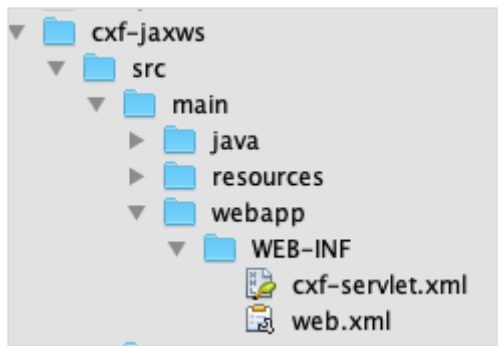 cxf-jaxws
src
main
java
resources
webapp
WEB-INF
cxf-servlet.xml
web.xml